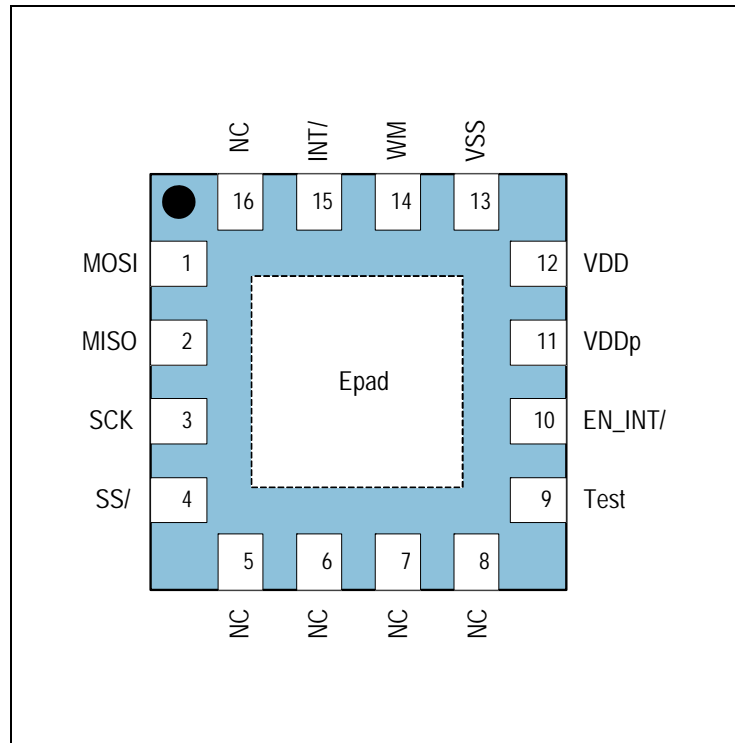 NC INT/ WM VSS
16 15 14 13
MOSI 1 12 VDD
MISO 2 11 VDDp
Epad
SCK 3 10 EN_INT/
SS/ 4 9 Test
5 6 7 8
NC NC NC NC